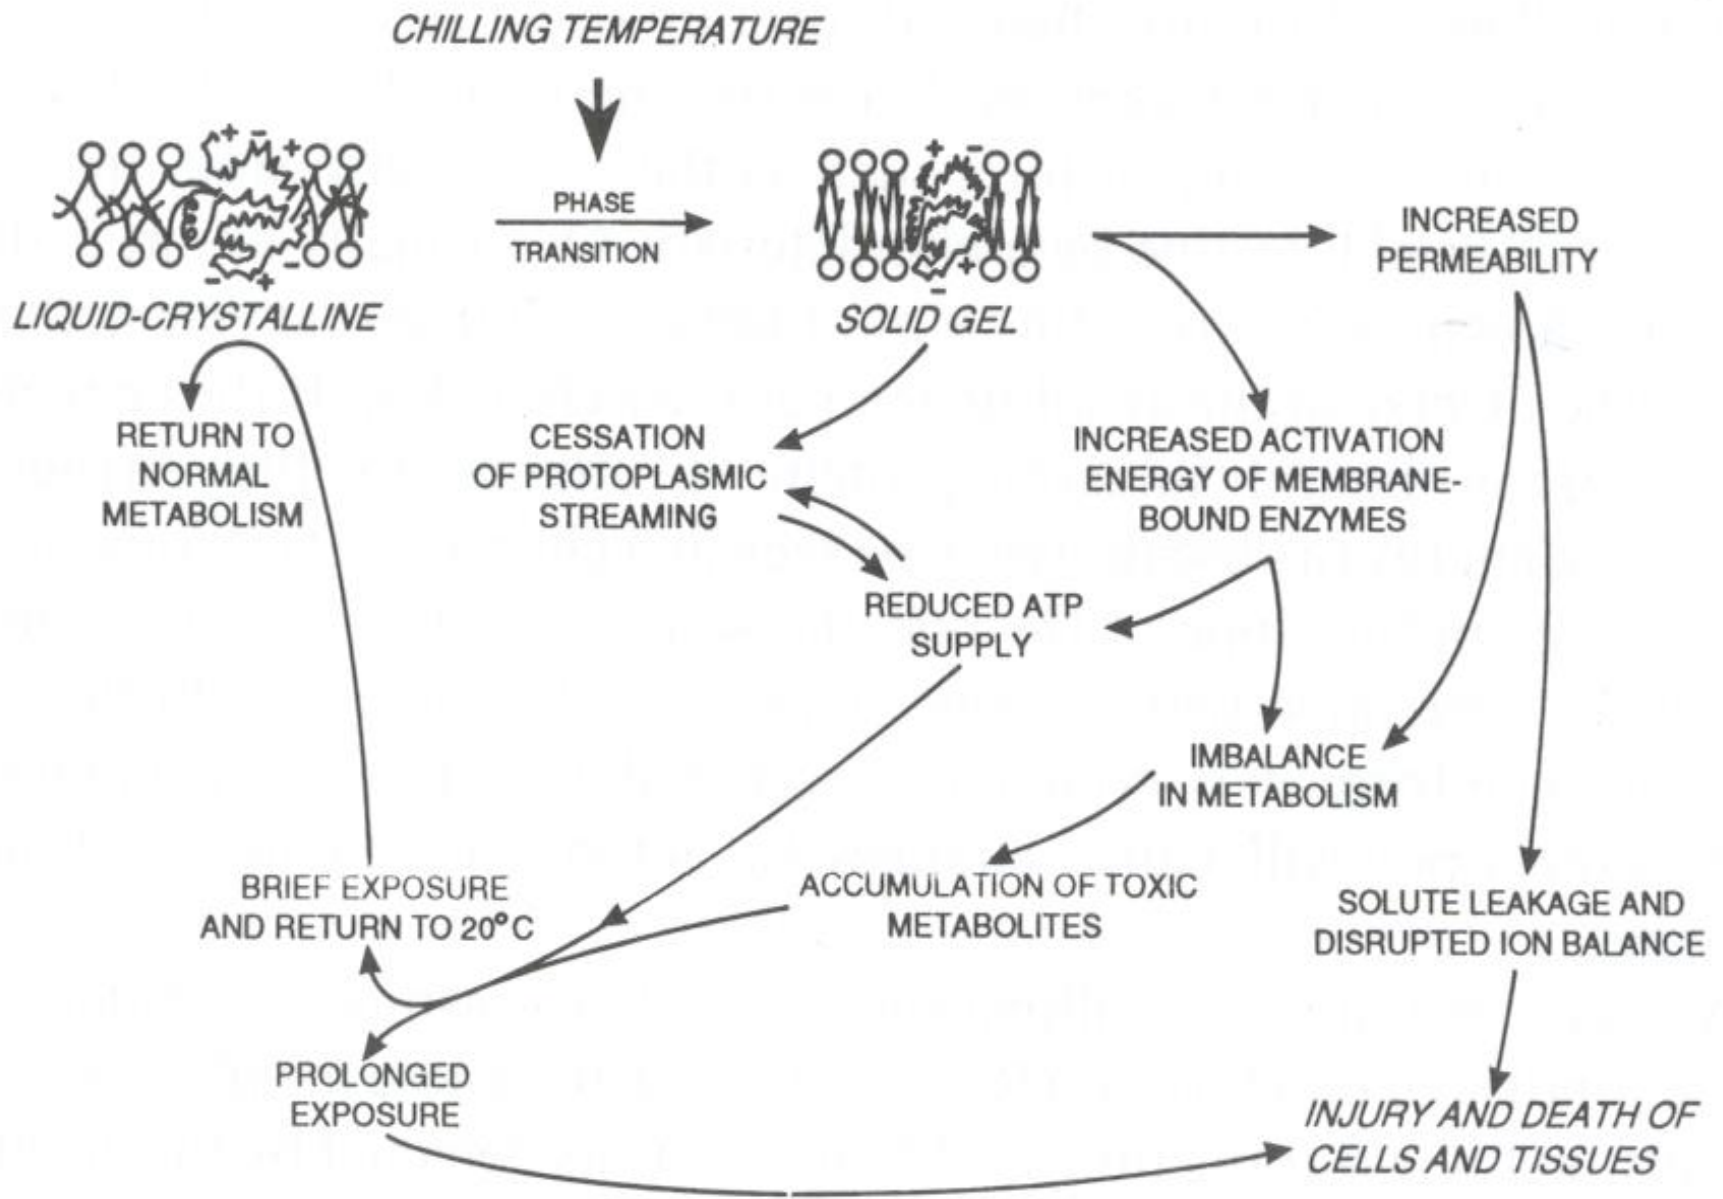 CHILLING TEMPERATURE
PHASE
TRANSITION
LIQUID-CRYSTALLINE
SOLID GEL
INCREASED
PERMEABILITY
RETURN TO
NORMAL
METABOLISM
CESSATION
OF PROTOPLASMIC
STREAMING
INCREASED ACTIVATION
ENERGY OF MEMBRANE-
BOUND ENZYMES
REDUCED ATP
SUPPLY
IMBALANCE
IN METABOLISM
BRIEF EXPOSURE
AND RETURN TO 20°C
ACCUMULATION OF TOXIC
METABOLITES
SOLUTE LEAKAGE AND
DISRUPTED ION BALANCE
PROLONGED
EXPOSURE
INJURY AND DEATH OF
CELLS AND TISSUES